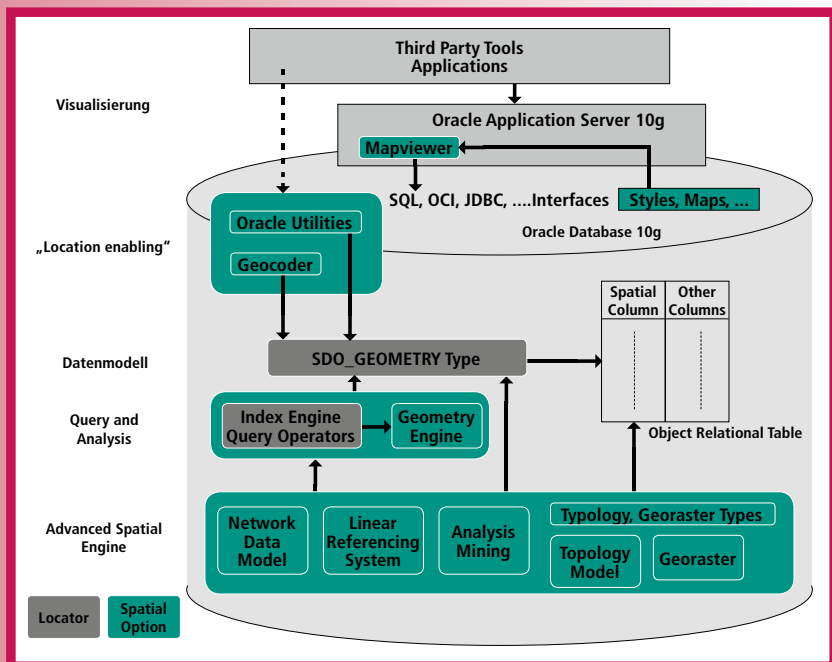 Third Party Tools
Applications
Visualisierung
Oracle Application Server 10g
Mapviewer
SQL, OCI, JDBC, ....Interfaces
Styles, Maps, ...
Oracle Database 10g
„Location enabling“
Oracle Utilities
Geocoder
Spatial
Column
Other
Columns
Datenmodell
SDO_GEOMETRY Type
Query and
Analysis
Index Engine
Query Operators
Geometry
Engine
Object Relational Table
Advanced Spatial
Engine
Network
Data
Model
Linear
Referencing
System
Analysis
Mining
Typology, Georaster Types
Topology
Model
Georaster
Locator
Spatial
Option